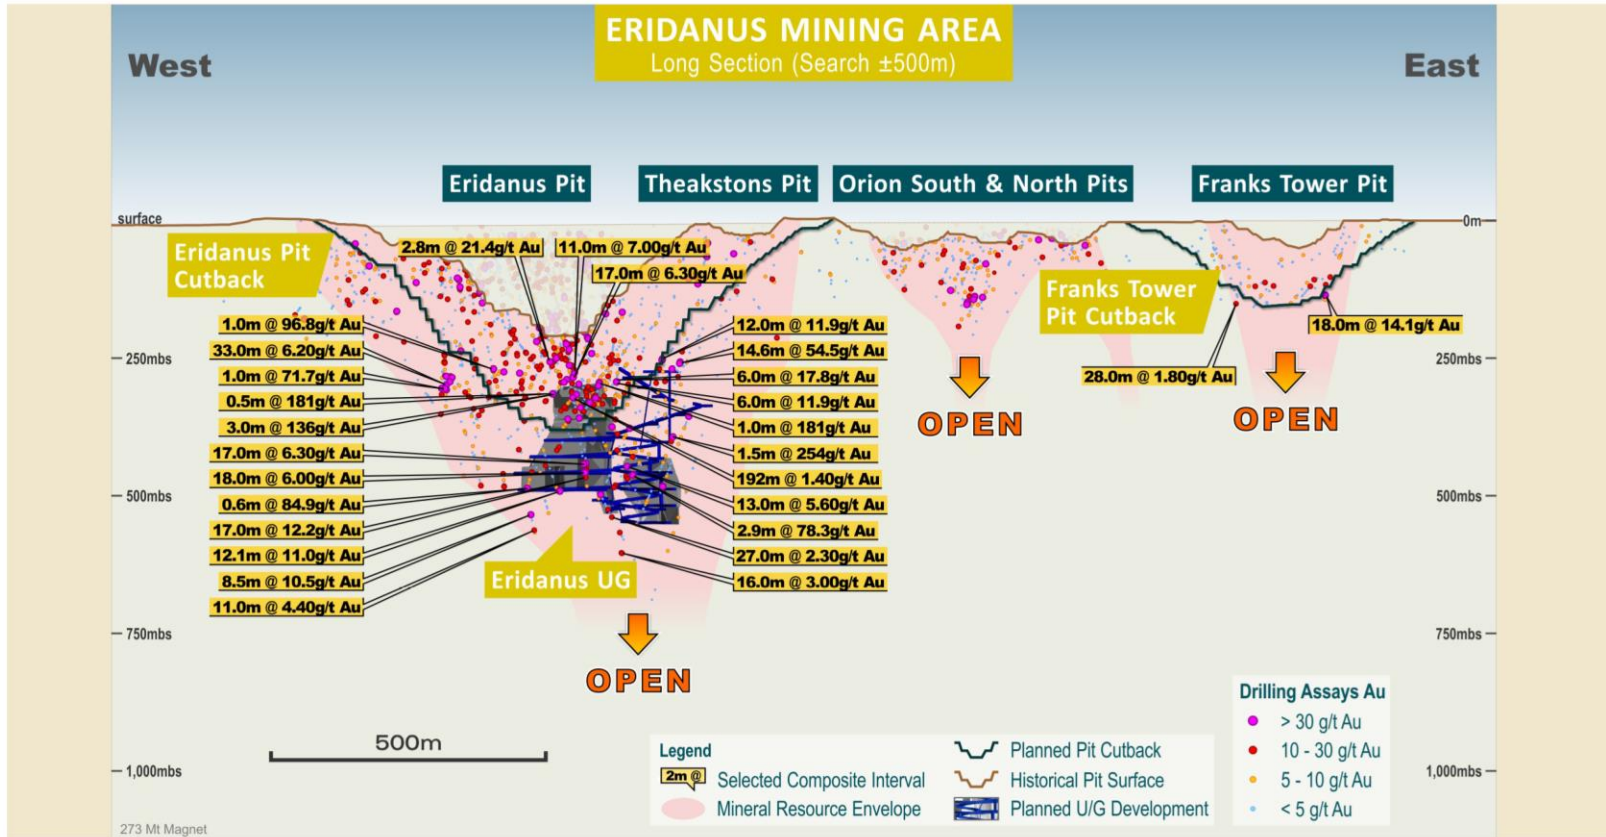 ERIDANUS MINING AREA
Long Section (Search ±500m)
West
East
Eridanus Pit
Theakstons Pit
Orion South & North Pits
Franks Tower Pit
surface
0m
Eridanus Pit
Cutback
2.8m @ 21.4g/t Au
11.0m @ 7.00g/t Au
17.0m @ 6.30g/t Au
Franks Tower
Pit Cutback
1.0m @ 96.8g/t Au
33.0m @ 6.20g/t Au
1.0m @ 71.7g/t Au
0.5m @ 181g/t Au
3.0m @ 136g/t Au
17.0m @ 6.30g/t Au
18.0m @ 6.00g/t Au
0.6m @ 84.9g/t Au
17.0m @ 12.2g/t Au
12.1m @ 11.0g/t Au
8.5m @ 10.5g/t Au
11.0m @ 4.40g/t Au
12.0m @ 11.9g/t Au
14.6m @ 54.5g/t Au
6.0m @ 17.8g/t Au
6.0m @ 11.9g/t Au
1.0m @ 181g/t Au
1.5m @ 254g/t Au
192m @ 1.40g/t Au
13.0m @ 5.60g/t Au
2.9m @ 78.3g/t Au
27.0m @ 2.30g/t Au
16.0m @ 3.00g/t Au
18.0m @ 14.1g/t Au
28.0m @ 1.80g/t Au
250mbs
250mbs
OPEN
OPEN
500mbs
500mbs
Eridanus UG
750mbs
750mbs
OPEN
500m
1,000mbs
1,000mbs
Legend
2m @
Selected Composite Interval
Mineral Resource Envelope
Planned Pit Cutback
Historical Pit Surface
Planned U/G Development
Drilling Assays Au
> 30 g/t Au
10 - 30 g/t Au
5 - 10 g/t Au
< 5 g/t Au
273 Mt Magnet